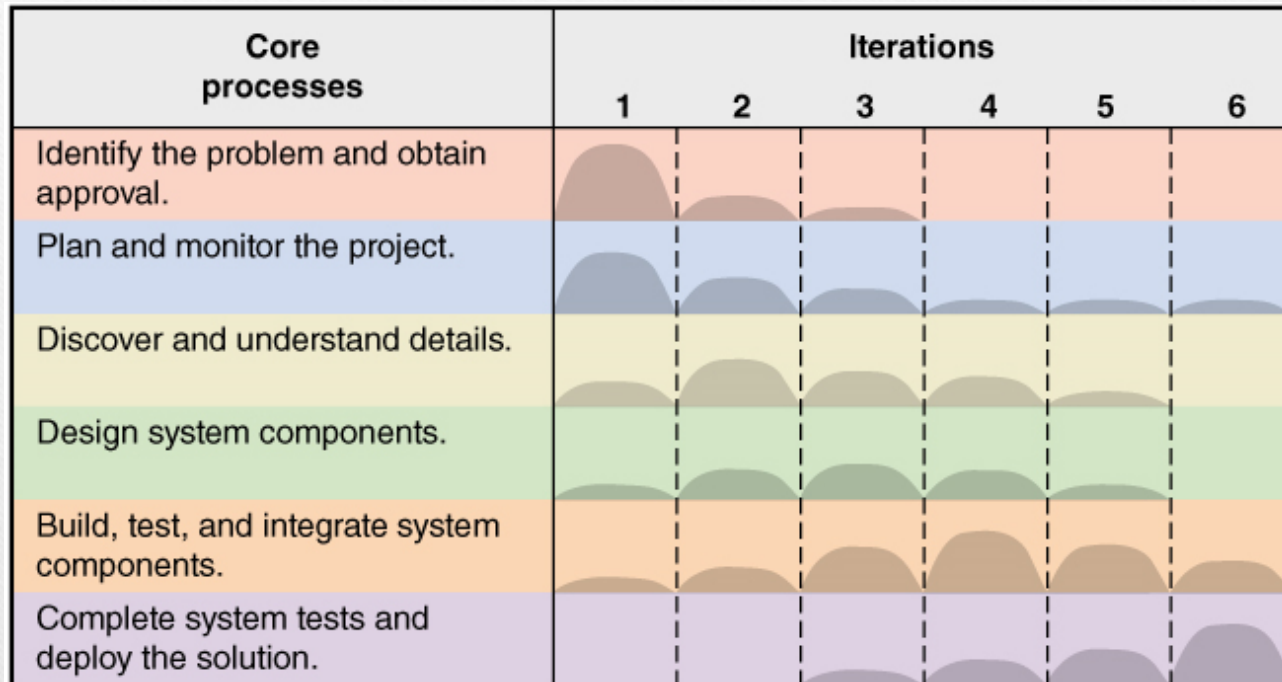 Core
processes
Iterations
1 2 3 4 5 6
Identify the problem and obtain
approval.
Plan and monitor the project.
Discover and understand details.
Design system components.
Build, test, and integrate system
components.
Complete system tests and
deploy the solution.